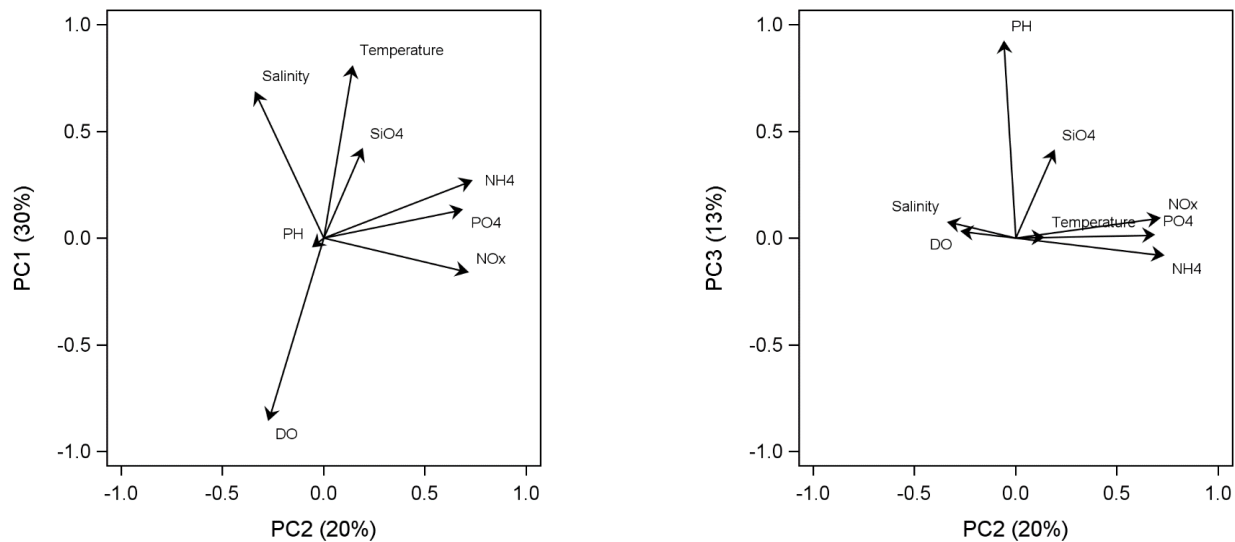 1.0
0.5
0.0
-0.5
-1.0
PC1 (30%)
Temperature
Salinity
SiO4
NH4
PO4
PH
NOx
DO
-1.0 -0.5 0.0 0.5 1.0
PC2 (20%)
1.0
0.5
0.0
-0.5
-1.0
PC3 (13%)
PH
SiO4
Salinity
NOx
Temperature
PO4
DO
NH4
-1.0 -0.5 0.0 0.5 1.0
PC2 (20%)